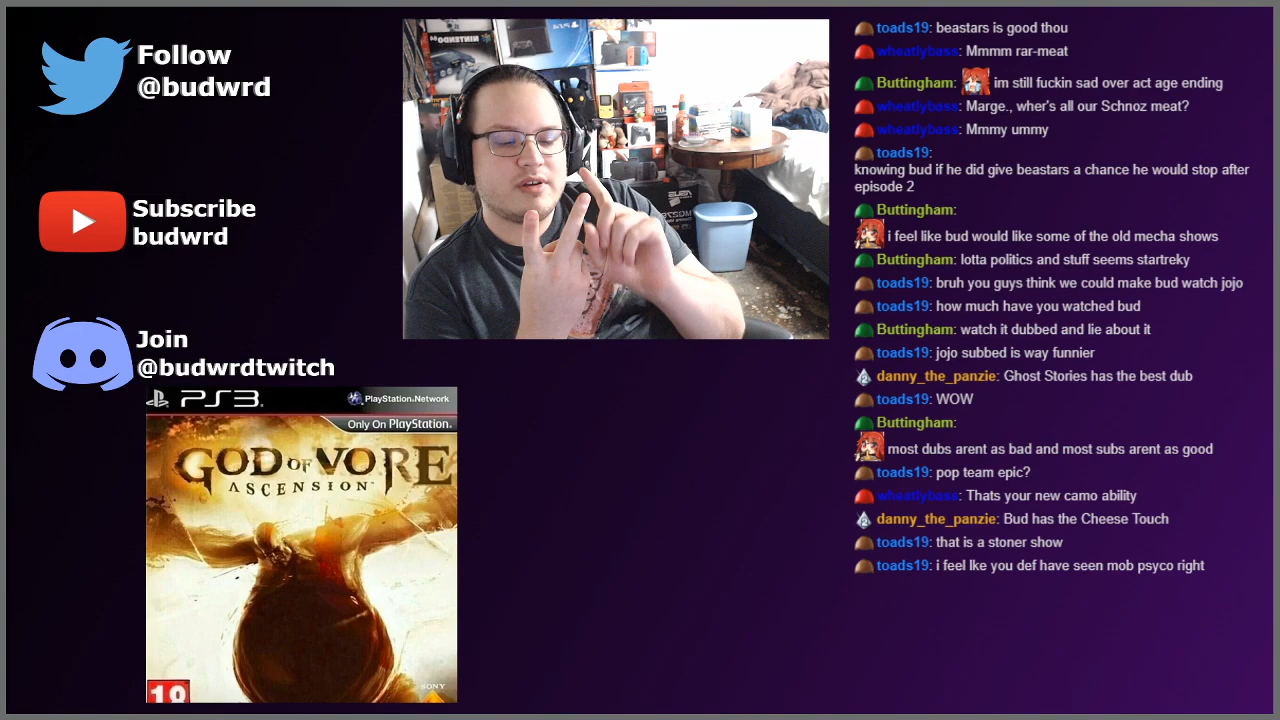 Follow
@budwrd
Subscribe
budwrd
Join
@budwrdtwitch
PS3
PlayStation Network
Only On PlayStation
GOD OF VORE
ASCENSION
SONY
18
toads19: beastars is good thou
wheatlybass: Mmmm rar-meat
Buttingham: im still fuckin sad over act age ending
wheatlybass: Marge., wher's all our Schnoz meat?
wheatlybass: Mmmy ummy
toads19:
knowing bud if he did give beastars a chance he would stop after
episode 2
Buttingham:
i feel like bud would like some of the old mecha shows
Buttingham: lotta politics and stuff seems startreky
toads19: bruh you guys think we could make bud watch jojo
toads19: how much have you watched bud
Buttingham: watch it dubbed and lie about it
toads19: jojo subbed is way funnier
danny_the_panzie: Ghost Stories has the best dub
toads19: WOW
Buttingham:
most dubs arent as bad and most subs arent as good
toads19: pop team epic?
wheatlybass: Thats your new camo ability
danny_the_panzie: Bud has the Cheese Touch
toads19: that is a stoner show
toads19: i feel lke you def have seen mob psyco right